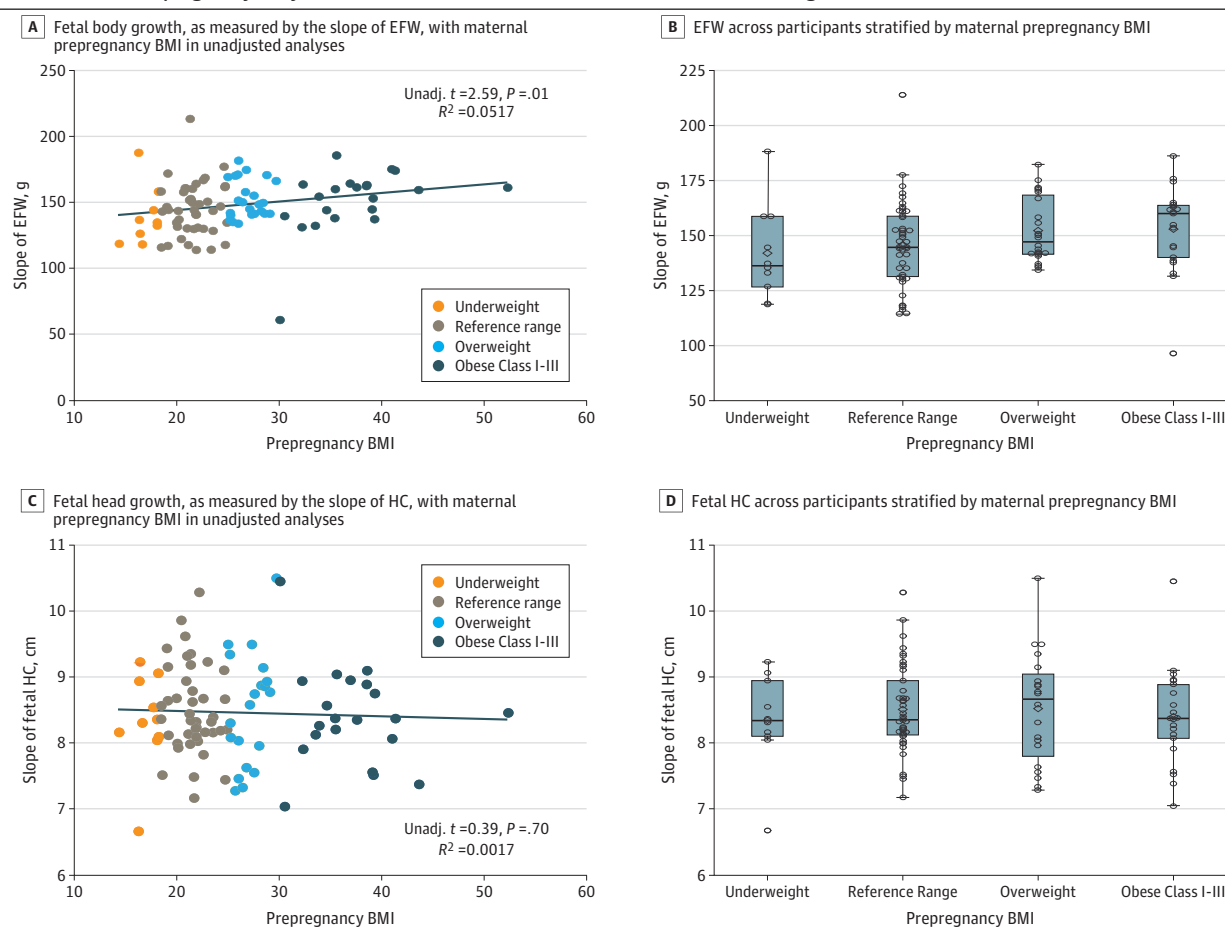 A Fetal body growth, as measured by the slope of EFW, with maternal
prepregnancy BMI in unadjusted analyses
250
200
150
100
50
0
Slope of EFW, g
Unadj. t =2.59, P =.01
R² =0.0517
Underweight
Reference range
Overweight
Obese Class I-III
10 20 30 40 50 60
Prepregnancy BMI
B EFW across participants stratified by maternal prepregnancy BMI
225
200
175
150
125
100
50
Slope of EFW, g
Underweight Reference Range Overweight Obese Class I-III
Prepregnancy BMI
C Fetal head growth, as measured by the slope of HC, with maternal
prepregnancy BMI in unadjusted analyses
11
10
9
8
7
6
Slope of fetal HC, cm
Underweight
Reference range
Overweight
Obese Class I-III
Unadj. t =0.39, P =.70
R² =0.0017
10 20 30 40 50 60
Prepregnancy BMI
D Fetal HC across participants stratified by maternal prepregnancy BMI
11
10
9
8
7
6
Slope of fetal HC, cm
Underweight Reference Range Overweight Obese Class I-III
Prepregnancy BMI